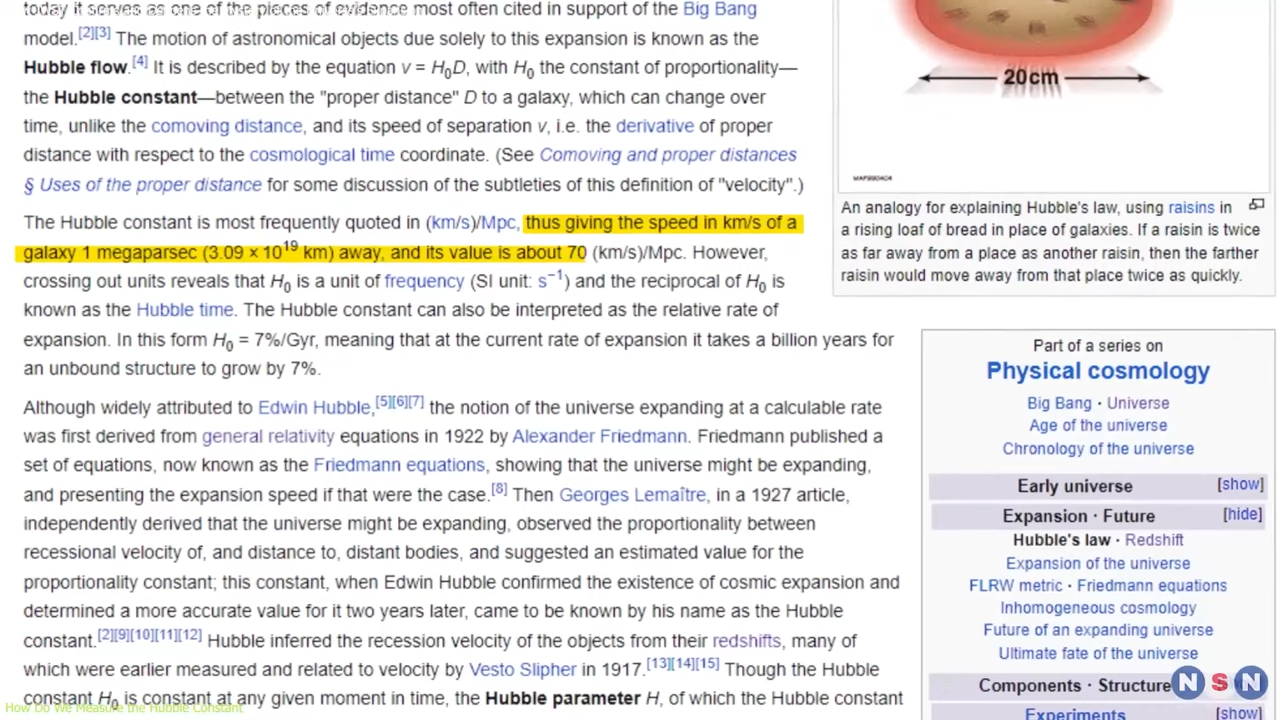 today it serves as one of the pieces of evidence most often cited in support of the Big Bang
model.[2][3] The motion of astronomical objects due solely to this expansion is known as the
Hubble flow.[4] It is described by the equation v = H0D, with H0 the constant of proportionality—
the Hubble constant—between the "proper distance" D to a galaxy, which can change over
time, unlike the comoving distance, and its speed of separation v, i.e. the derivative of proper
distance with respect to the cosmological time coordinate. (See Comoving and proper distances
§ Uses of the proper distance for some discussion of the subtleties of this definition of "velocity".)
The Hubble constant is most frequently quoted in (km/s)/Mpc, thus giving the speed in km/s of a
galaxy 1 megaparsec (3.09 × 10¹⁹ km) away, and its value is about 70 (km/s)/Mpc. However,
crossing out units reveals that H0 is a unit of frequency (SI unit: s⁻¹) and the reciprocal of H0 is
known as the Hubble time. The Hubble constant can also be interpreted as the relative rate of
expansion. In this form H0 = 7%/Gyr, meaning that at the current rate of expansion it takes a billion years for
an unbound structure to grow by 7%.
Although widely attributed to Edwin Hubble,[5][6][7] the notion of the universe expanding at a calculable rate
was first derived from general relativity equations in 1922 by Alexander Friedmann. Friedmann published a
set of equations, now known as the Friedmann equations, showing that the universe might be expanding,
and presenting the expansion speed if that were the case.[8] Then Georges Lemaître, in a 1927 article,
independently derived that the universe might be expanding, observed the proportionality between
recessional velocity of, and distance to, distant bodies, and suggested an estimated value for the
proportionality constant; this constant, when Edwin Hubble confirmed the existence of cosmic expansion and
determined a more accurate value for it two years later, came to be known by his name as the Hubble
constant.[2][9][10][11][12] Hubble inferred the recession velocity of the objects from their redshifts, many of
which were earlier measured and related to velocity by Vesto Slipher in 1917.[13][14][15] Though the Hubble
constant H0 is constant at any given moment in time, the Hubble parameter H, of which the Hubble constant
How Do We Measure the Hubble Constant
20cm
An analogy for explaining Hubble's law, using raisins in
a rising loaf of bread in place of galaxies. If a raisin is twice
as far away from a place as another raisin, then the farther
raisin would move away from that place twice as quickly.
Part of a series on
Physical cosmology
Big Bang · Universe
Age of the universe
Chronology of the universe
Early universe [show]
Expansion · Future [hide]
Hubble's law · Redshift
Expansion of the universe
FLRW metric · Friedmann equations
Inhomogeneous cosmology
Future of an expanding universe
Ultimate fate of the universe
Components · Structure
Experiments [show]
NSN